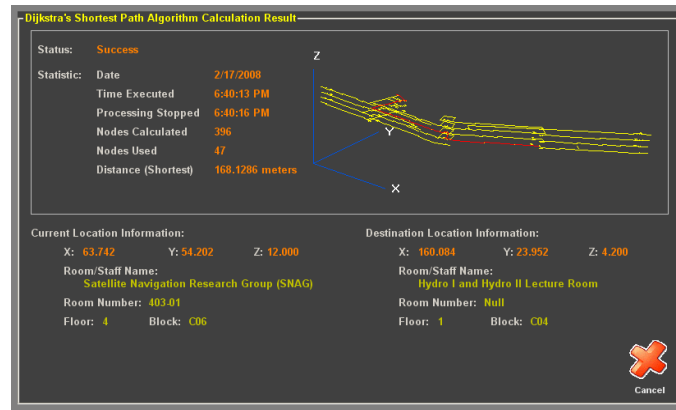 Dijkstra's Shortest Path Algorithm Calculation Result
Status: Success
Statistic: Date 2/17/2008
Time Executed 6:40:13 PM
Processing Stopped 6:40:16 PM
Nodes Calculated 396
Nodes Used 47
Distance (Shortest) 168.1286 meters
Z
Y
X
Current Location Information:
X: 63.742 Y: 54.202 Z: 12.000
Room/Staff Name:
Satellite Navigation Research Group (SNAG)
Room Number: 403-01
Floor: 4 Block: C06
Destination Location Information:
X: 160.084 Y: 23.952 Z: 4.200
Room/Staff Name:
Hydro I and Hydro II Lecture Room
Room Number: Null
Floor: 1 Block: C04
Cancel